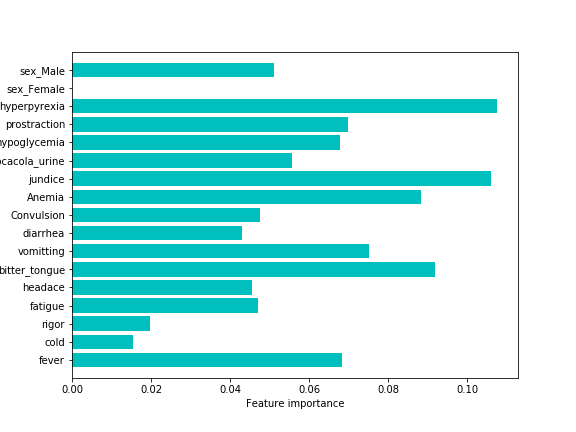 sex_Male
sex_Female
hyperpyrexia
prostraction
hypoglycemia
ocacola_urine
jundice
Anemia
Convulsion
diarrhea
vomitting
bitter_tongue
headace
fatigue
rigor
cold
fever
0.00 0.02 0.04 0.06 0.08 0.10
Feature importance